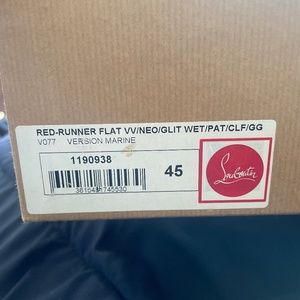 RED-RUNNER FLAT VV/NEO/GLIT WET/PAT/CLF/GG
V077 VERSION MARINE
1190938
45
Louboutin